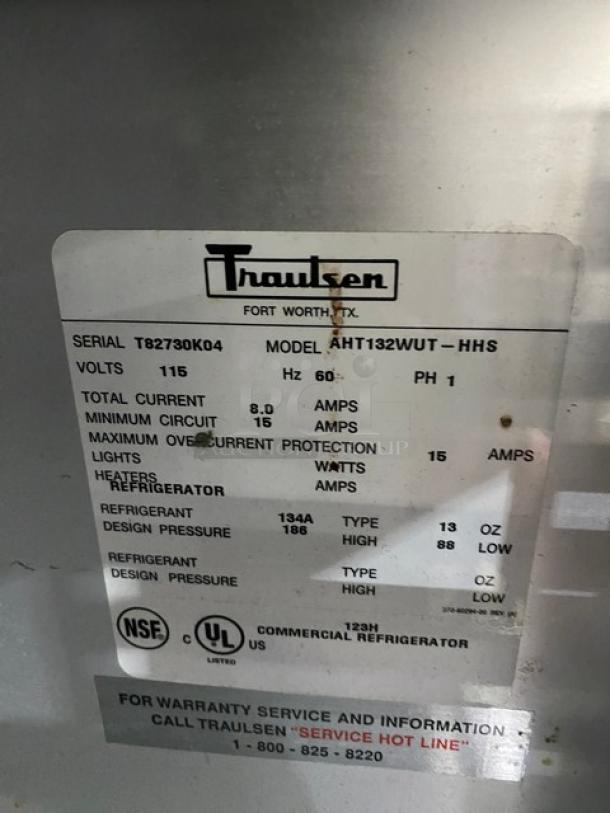 Traulsen
FORT WORTH, TX.
SERIAL T82730K04 MODEL AHT132WUT-HHS
VOLTS 115 Hz 60 PH 1
TOTAL CURRENT 8.0 AMPS
MINIMUM CIRCUIT 15 AMPS
MAXIMUM OVERCURRENT PROTECTION 15 AMPS
LIGHTS WATTS
HEATERS AMPS
REFRIGERATOR
REFRIGERANT 134A TYPE 13 OZ
DESIGN PRESSURE 186 HIGH 88 LOW
REFRIGERANT TYPE OZ
DESIGN PRESSURE HIGH LOW
NSF® C UL® US
LISTED
123H
COMMERCIAL REFRIGERATOR
FOR WARRANTY SERVICE AND INFORMATION
CALL TRAULSEN "SERVICE HOT LINE"
1 - 800 - 825 - 8220